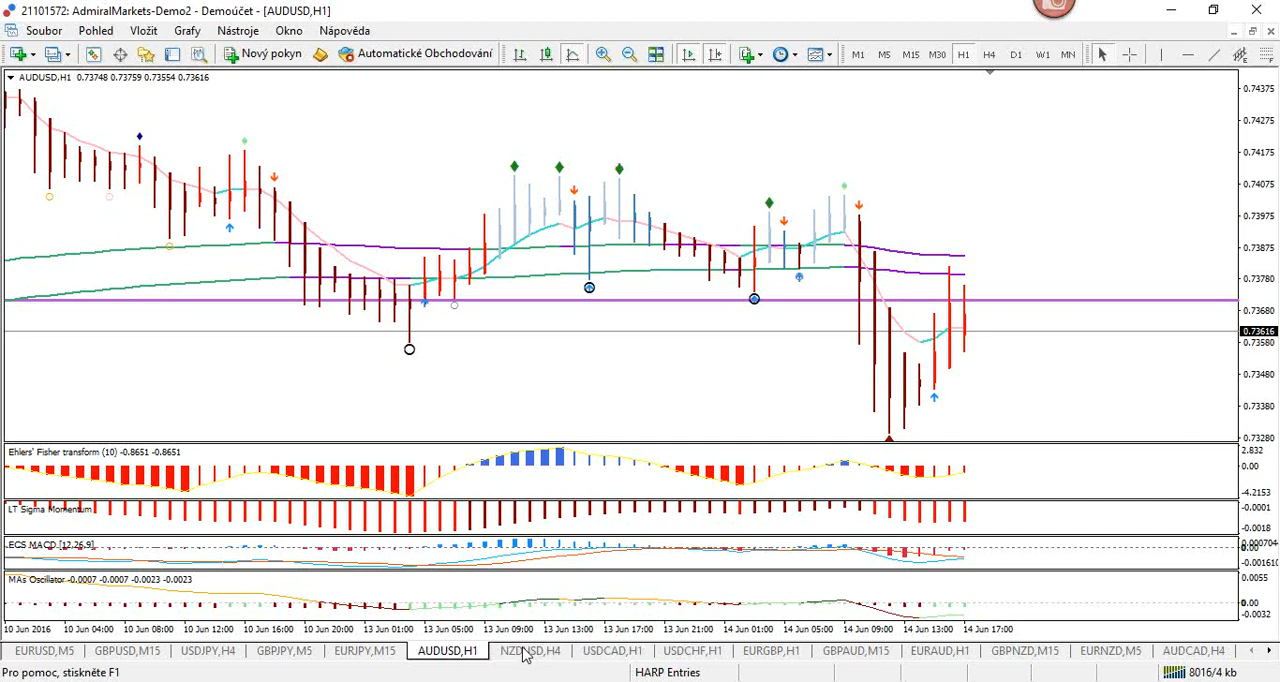 21101572: AdmiralMarkets-Demo2 - Demoúčet - [AUDUSD,H1]
Soubor Pohled Vložit Grafy Nástroje Okno Nápověda
Nový pokyn Automatické Obchodování M1 M5 M15 M30 H1 H4 D1 W1 MN
AUDUSD,H1 0.73748 0.73759 0.73554 0.73616
0.74375
0.74275
0.74175
0.74075
0.73975
0.73875
0.73780
0.73680
0.73616
0.73580
0.73480
0.73380
0.73280
Ehlers' Fisher transform (10) -0.8651 -0.8651
2.832
0.00
-4.2153
LT Sigma Momentum
-0.0001
-0.0018
ECS MACD [12,26,9]
0.000704
0.00
-0.001610
MAs Oscillator -0.0007 -0.0007 -0.0023 -0.0023
0.0055
0.00
-0.0032
10 Jun 2016 10 Jun 04:00 10 Jun 08:00 10 Jun 12:00 10 Jun 16:00 10 Jun 20:00 13 Jun 01:00 13 Jun 05:00 13 Jun 09:00 13 Jun 13:00 13 Jun 17:00 13 Jun 21:00 14 Jun 01:00 14 Jun 05:00 14 Jun 09:00 14 Jun 13:00 14 Jun 17:00
EURUSD,M5 GBPUSD,M15 USDJPY,H4 GBPJPY,M5 EURJPY,M15 AUDUSD,H1 NZDUSD,H4 USDCAD,H1 USDCHF,H1 EURGBP,H1 GBPAUD,M15 EURAUD,H1 GBPNZD,M15 EURNZD,M5 AUDCAD,H4
Pro pomoc, stiskněte F1 HARP Entries 8016/4 kb